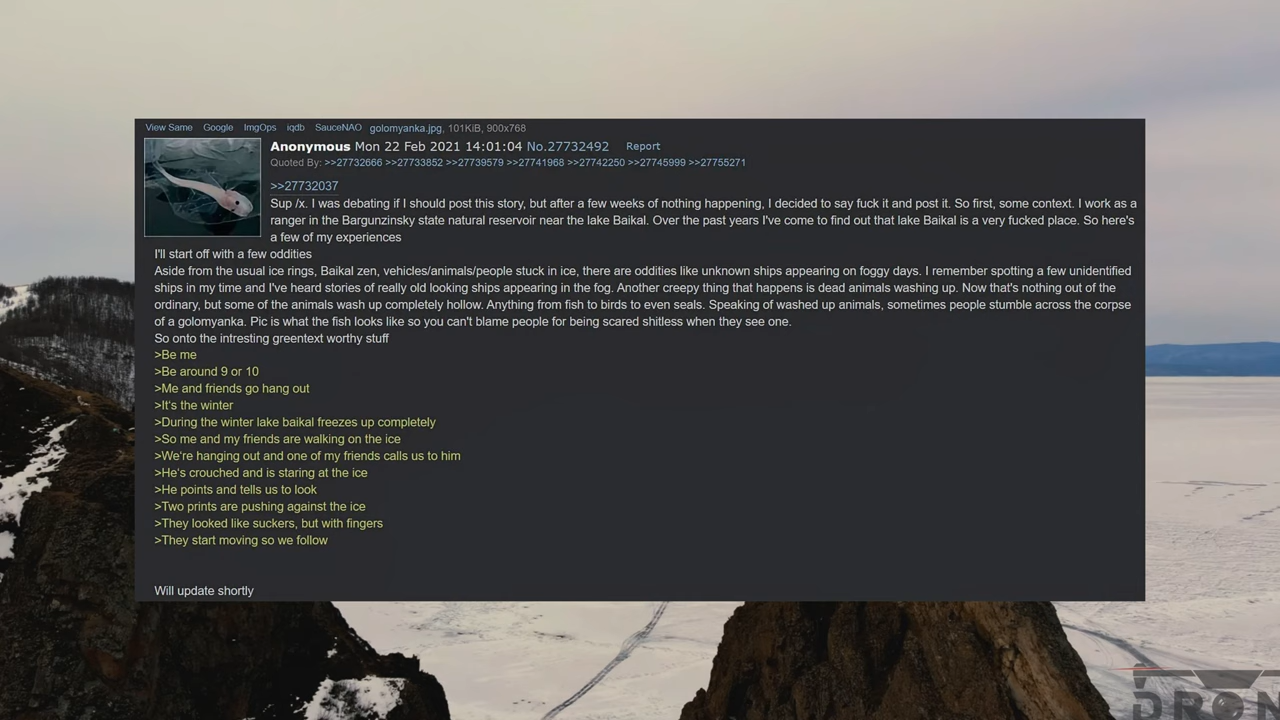 View Same Google ImgOps iqdb SauceNAO golomyanka.jpg, 101KiB, 900x768
Anonymous Mon 22 Feb 2021 14:01:04 No.27732492 Report
Quoted By: >>27732666 >>27733852 >>27739579 >>27741968 >>27742250 >>27745999 >>27755271
>>27732037
Sup /x. I was debating if I should post this story, but after a few weeks of nothing happening, I decided to say fuck it and post it. So first, some context. I work as a
ranger in the Bargunzinsky state natural reservoir near the lake Baikal. Over the past years I've come to find out that lake Baikal is a very fucked place. So here's
a few of my experiences
I'll start off with a few oddities
Aside from the usual ice rings, Baikal zen, vehicles/animals/people stuck in ice, there are oddities like unknown ships appearing on foggy days. I remember spotting a few unidentified
ships in my time and I've heard stories of really old looking ships appearing in the fog. Another creepy thing that happens is dead animals washing up. Now that's nothing out of the
ordinary, but some of the animals wash up completely hollow. Anything from fish to birds to even seals. Speaking of washed up animals, sometimes people stumble across the corpse
of a golomyanka. Pic is what the fish looks like so you can't blame people for being scared shitless when they see one.
So onto the intresting greentext worthy stuff
>Be me
>Be around 9 or 10
>Me and friends go hang out
>It's the winter
>During the winter lake baikal freezes up completely
>So me and my friends are walking on the ice
>We're hanging out and one of my friends calls us to him
>He's crouched and is staring at the ice
>He points and tells us to look
>Two prints are pushing against the ice
>They looked like suckers, but with fingers
>They start moving so we follow
Will update shortly
DRON